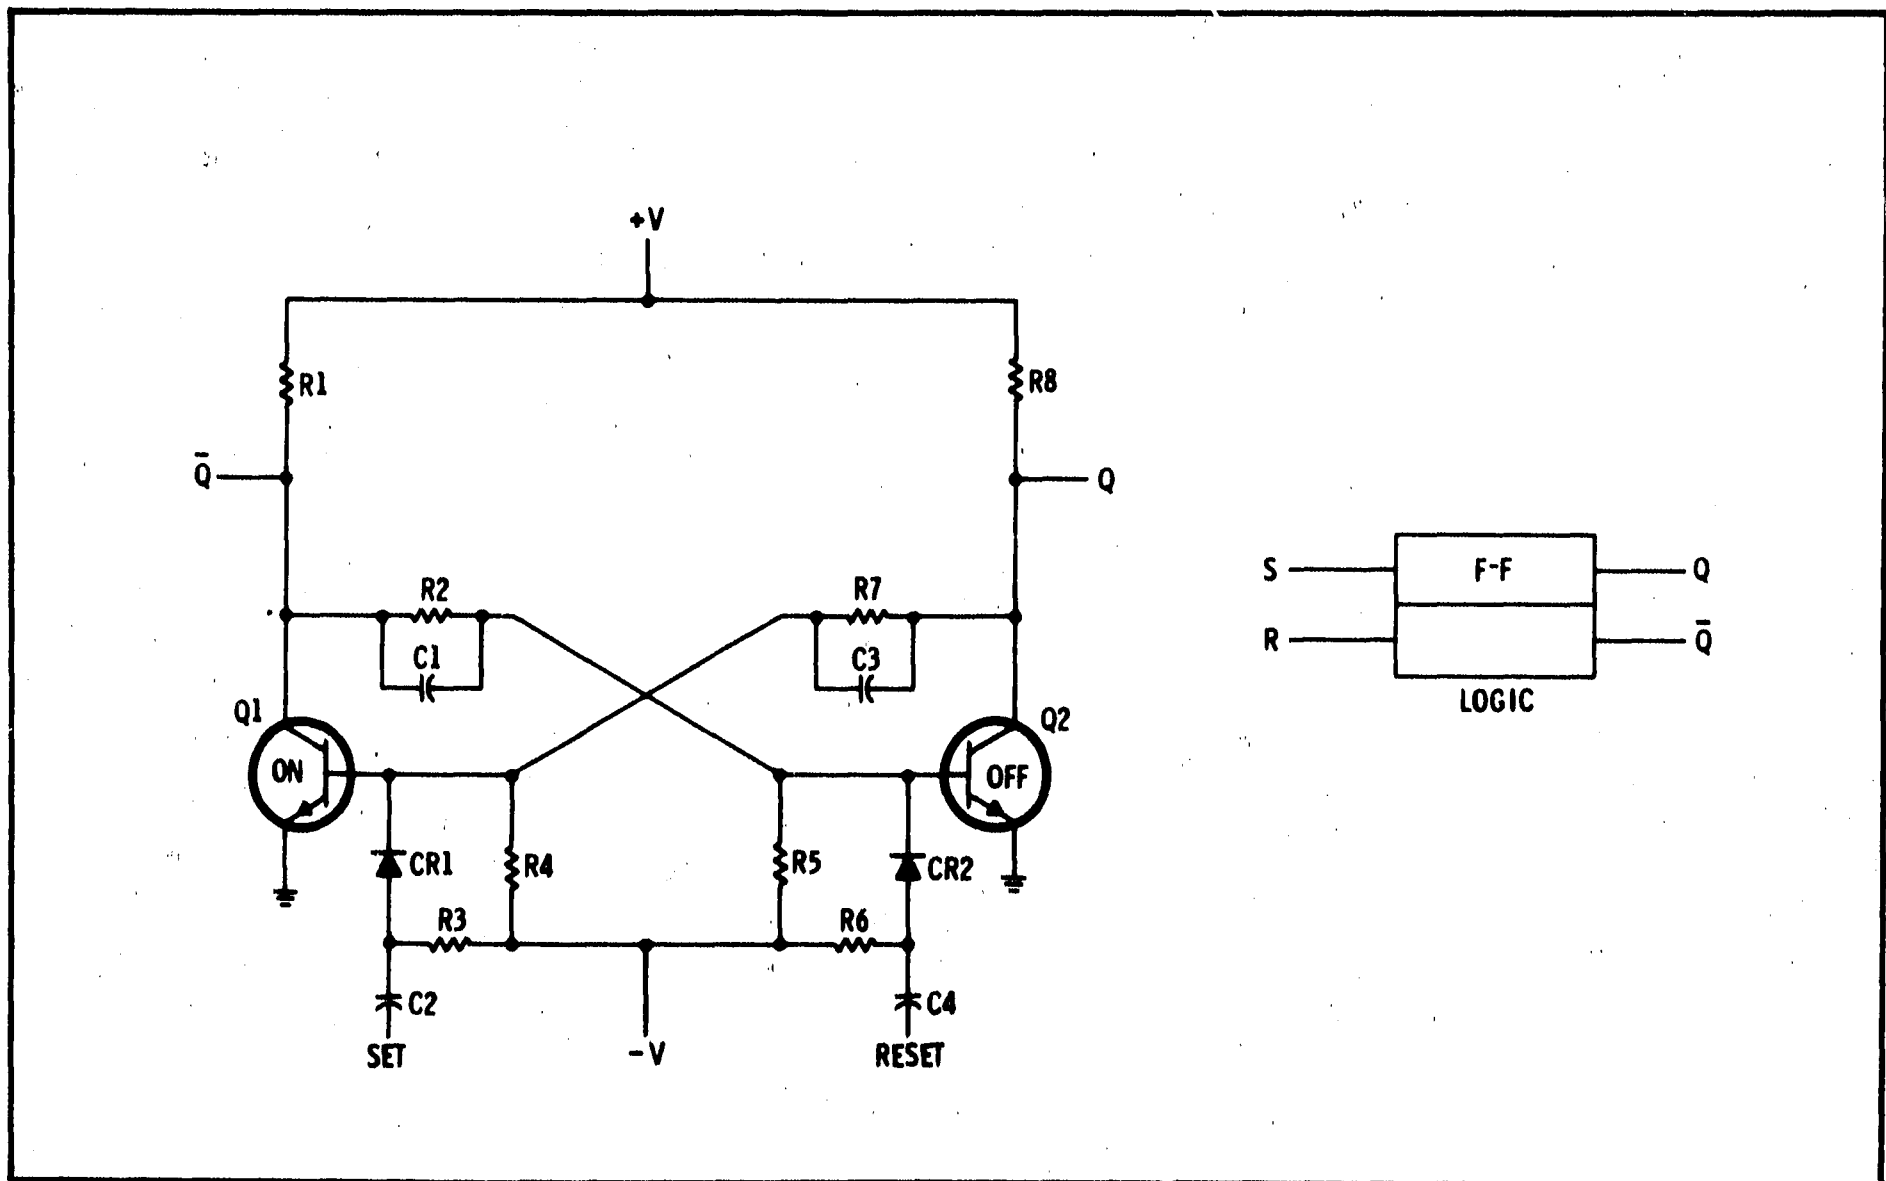 +V
R1
R8
Q̅
Q
R2
R7
C1
C3
Q1
Q2
ON
OFF
CR1
R4
R5
CR2
R3
R6
C2
C4
SET
-V
RESET
S
F-F
Q
R
Q̅
LOGIC